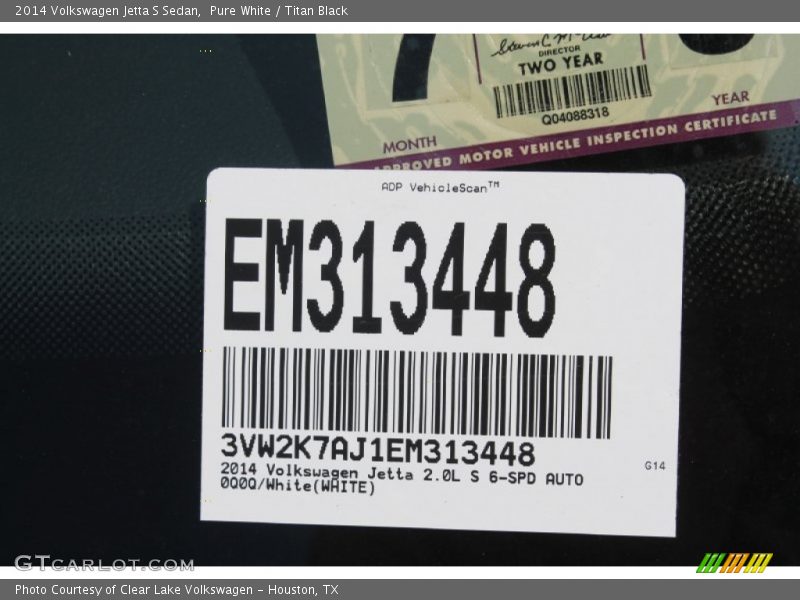 2014 Volkswagen Jetta S Sedan,  Pure White / Titan Black
DIRECTOR
TWO YEAR
Q04088318
MONTH
YEAR
APPROVED MOTOR VEHICLE INSPECTION CERTIFICATE
ADP VehicleScan™
EM313448
3VW2K7AJ1EM313448
2014 Volkswagen Jetta 2.0L S 6-SPD AUTO
0Q0Q/White(WHITE)
G14
GTCARLOT.COM
Photo Courtesy of Clear Lake Volkswagen – Houston, TX